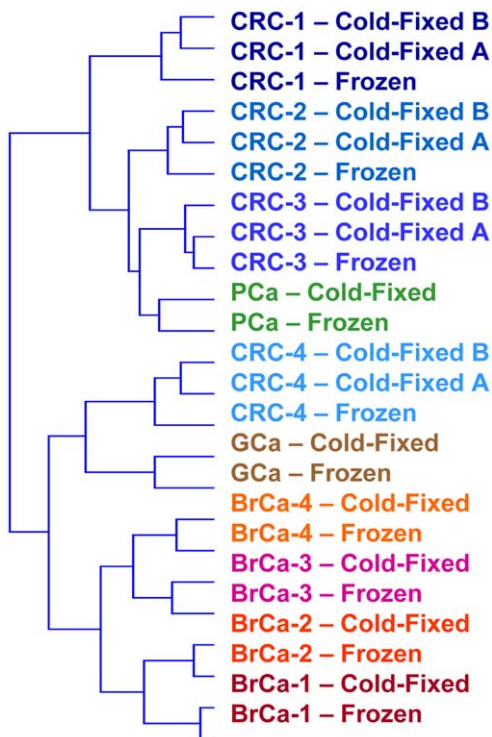 CRC-1 – Cold-Fixed B
CRC-1 – Cold-Fixed A
CRC-1 – Frozen
CRC-2 – Cold-Fixed B
CRC-2 – Cold-Fixed A
CRC-2 – Frozen
CRC-3 – Cold-Fixed B
CRC-3 – Cold-Fixed A
CRC-3 – Frozen
PCa – Cold-Fixed
PCa – Frozen
CRC-4 – Cold-Fixed B
CRC-4 – Cold-Fixed A
CRC-4 – Frozen
GCa – Cold-Fixed
GCa – Frozen
BrCa-4 – Cold-Fixed
BrCa-4 – Frozen
BrCa-3 – Cold-Fixed
BrCa-3 – Frozen
BrCa-2 – Cold-Fixed
BrCa-2 – Frozen
BrCa-1 – Cold-Fixed
BrCa-1 – Frozen